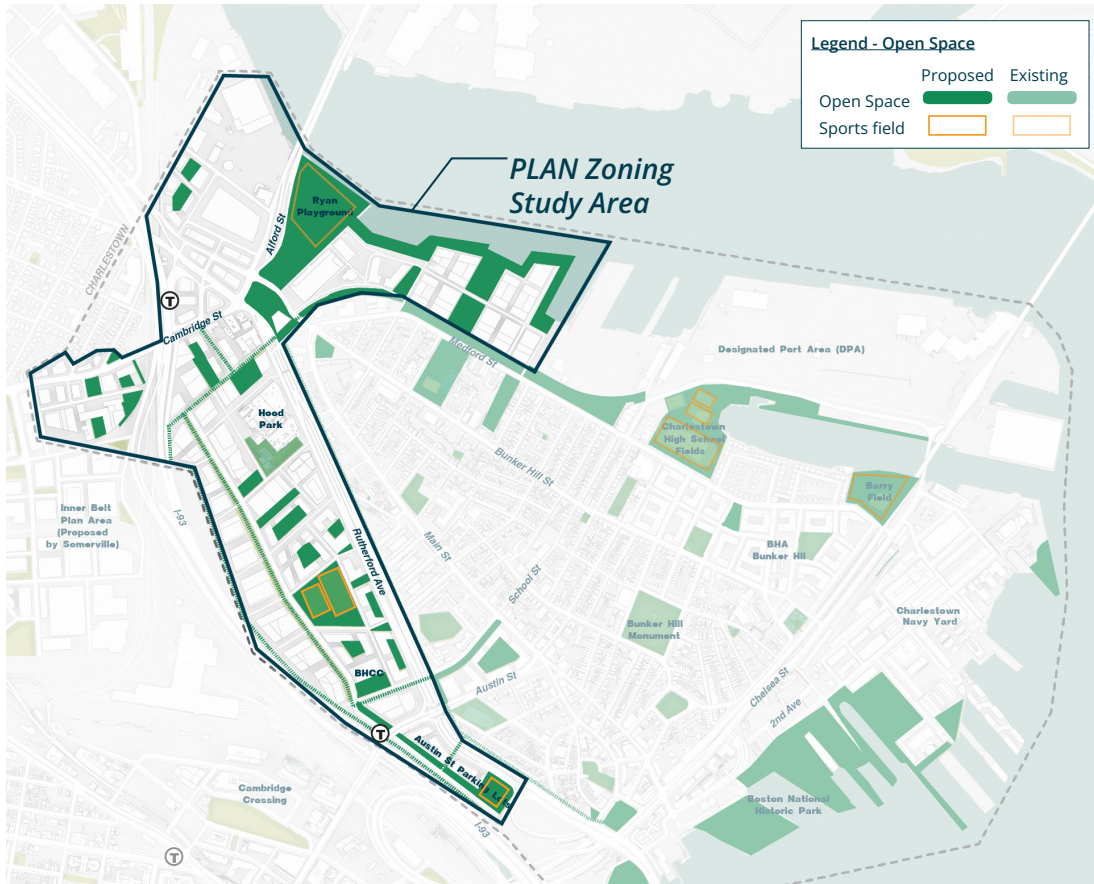 Legend - Open Space
Proposed Existing
Open Space
Sports field
PLAN Zoning
Study Area
Ryan
Playground
Alford St
CHARLESTOWN
T
Cambridge St
Medford St
Designated Port Area (DPA)
Hood
Park
Charlestown
High School
Fields
Bunker Hill St
Barry
Field
Inner Belt
Plan Area
(Proposed
by Somerville)
I-93
Main St
Rutherford Ave
BHA
Bunker Hill
School St
Charlestown
Navy Yard
Bunker Hill
Monument
BHCC
Austin St
Chelsea St
2nd Ave
T
Austin St Parking Lots
Cambridge
Crossing
Boston National
Historic Park
I-93
T